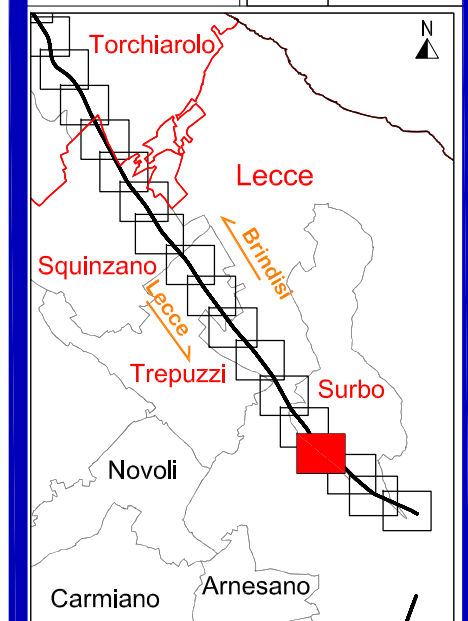 N
Torchiarolo
Lecce
Brindisi
Squinzano
Lecce
Trepuzzi
Surbo
Novoli
Arnesano
Carmiano